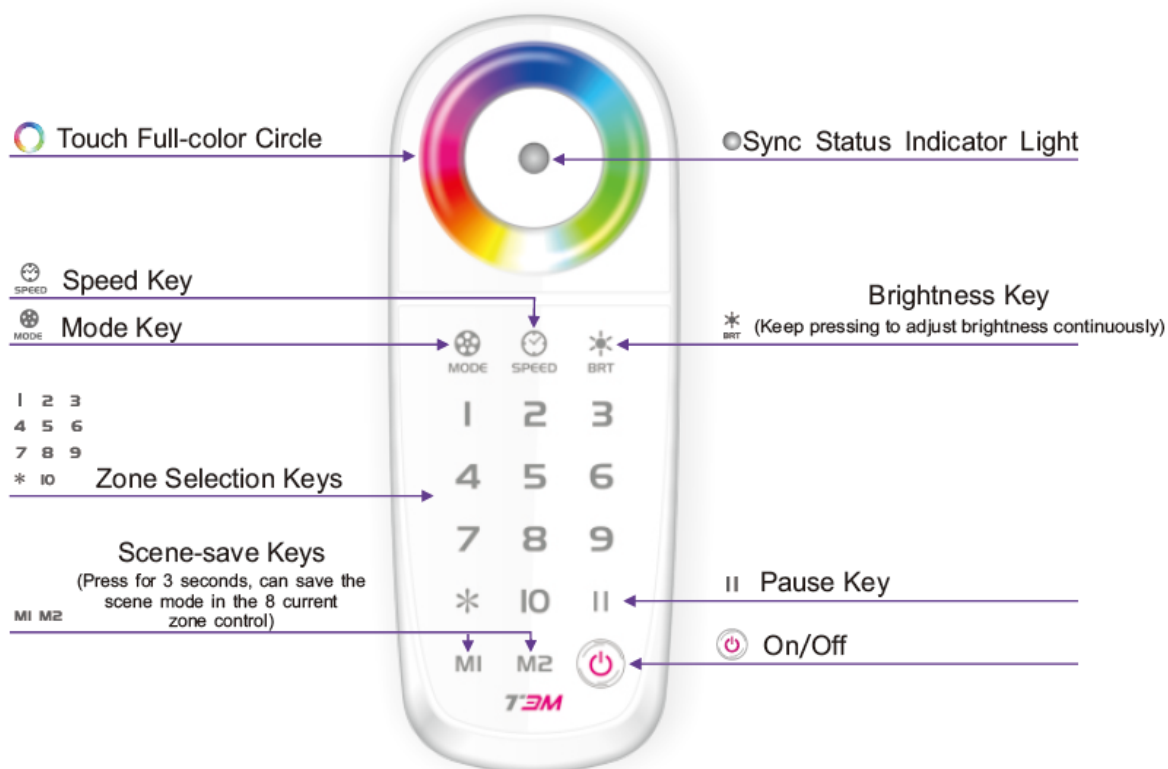 Touch Full-color Circle
Sync Status Indicator Light
SPEED Speed Key
MODE Mode Key
Brightness Key
BRT (Keep pressing to adjust brightness continuously)
MODE SPEED BRT
1 2 3
4 5 6
7 8 9
* 10 Zone Selection Keys
1 2 3
4 5 6
7 8 9
* 10 II
Scene-save Keys
(Press for 3 seconds, can save the
scene mode in the 8 current
zone control)
M1 M2
II Pause Key
On/Off
M1 M2
T3M